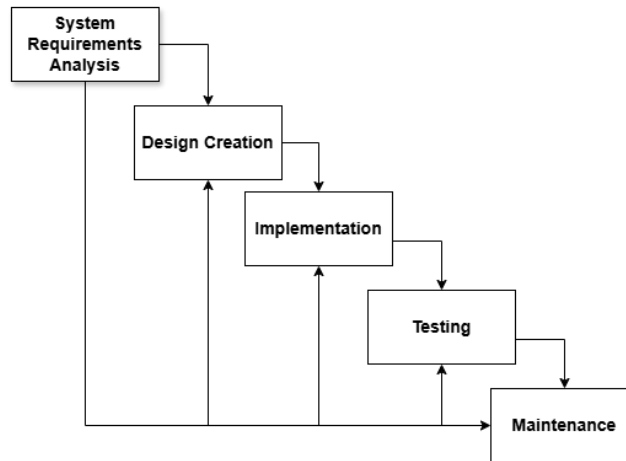 System
Requirements
Analysis
Design Creation
Implementation
Testing
Maintenance